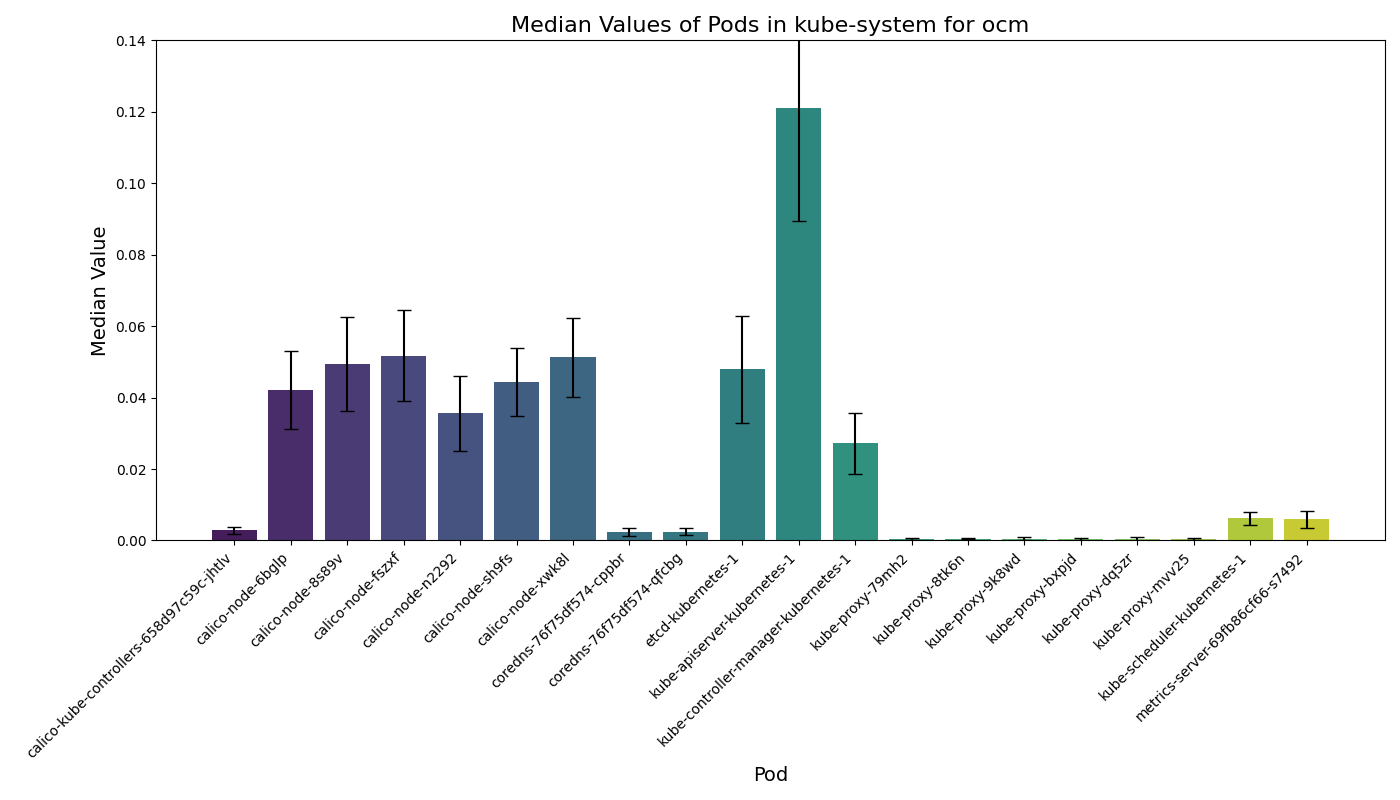 Median Values of Pods in kube-system for ocm
Median Value
0.14
0.12
0.10
0.08
0.06
0.04
0.02
0.00
calico-kube-controllers-658d97c59c-jhtlv
calico-node-6bglp
calico-node-8s89v
calico-node-fszxf
calico-node-n2292
calico-node-sh9fs
calico-node-xwk8l
coredns-76f75df574-cppbr
coredns-76f75df574-qfcbg
etcd-kubernetes-1
kube-apiserver-kubernetes-1
kube-controller-manager-kubernetes-1
kube-proxy-79mh2
kube-proxy-8tk6n
kube-proxy-9k8wd
kube-proxy-bxpjd
kube-proxy-dq5zr
kube-proxy-mvv25
kube-scheduler-kubernetes-1
metrics-server-69fb86cf66-s7492
Pod